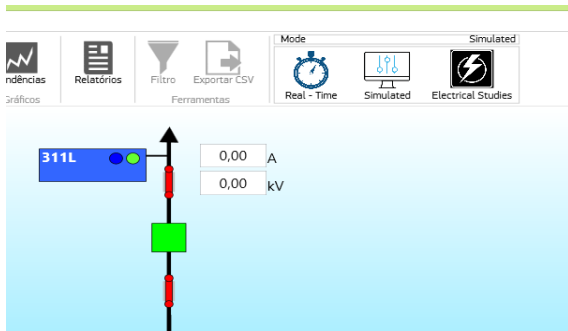 Mode Simulated
ndências Relatórios Filtro Exportar CSV Real - Time Simulated Electrical Studies
Gráficos Ferramentas
311L 0,00 A
0,00 kV